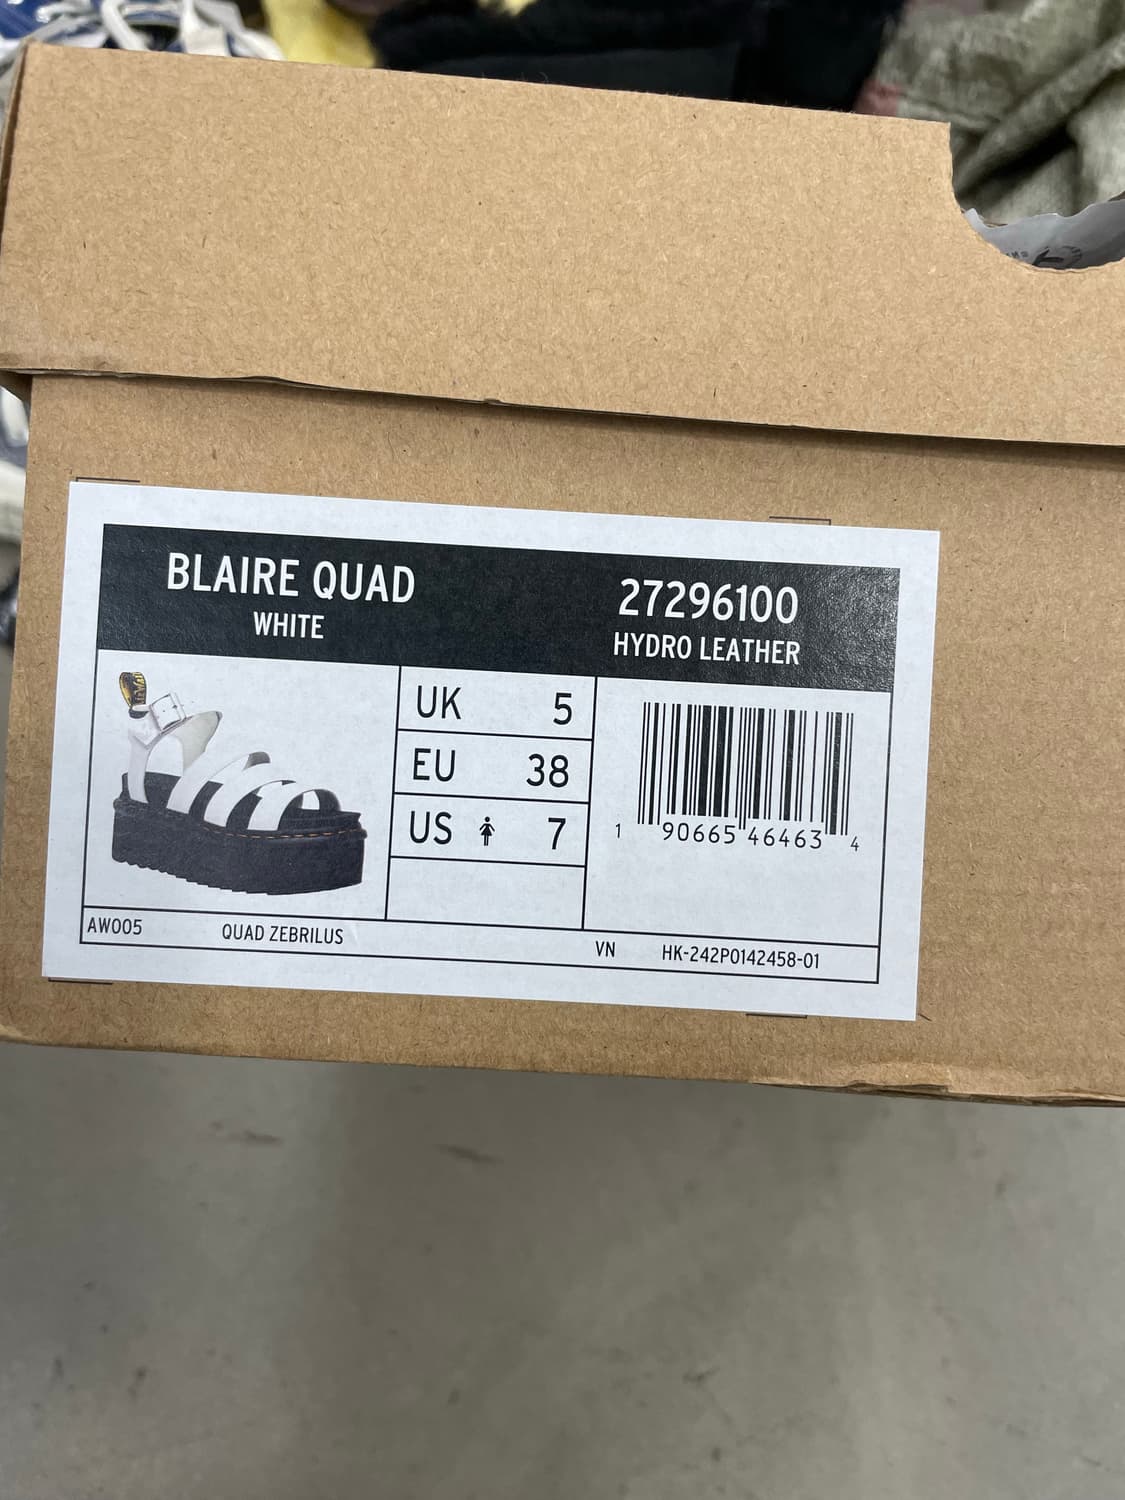 BLAIRE QUAD
WHITE
27296100
HYDRO LEATHER
UK 5
EU 38
US 7
1 90665 46463 4
AW005 QUAD ZEBRILUS VN HK-242P0142458-01